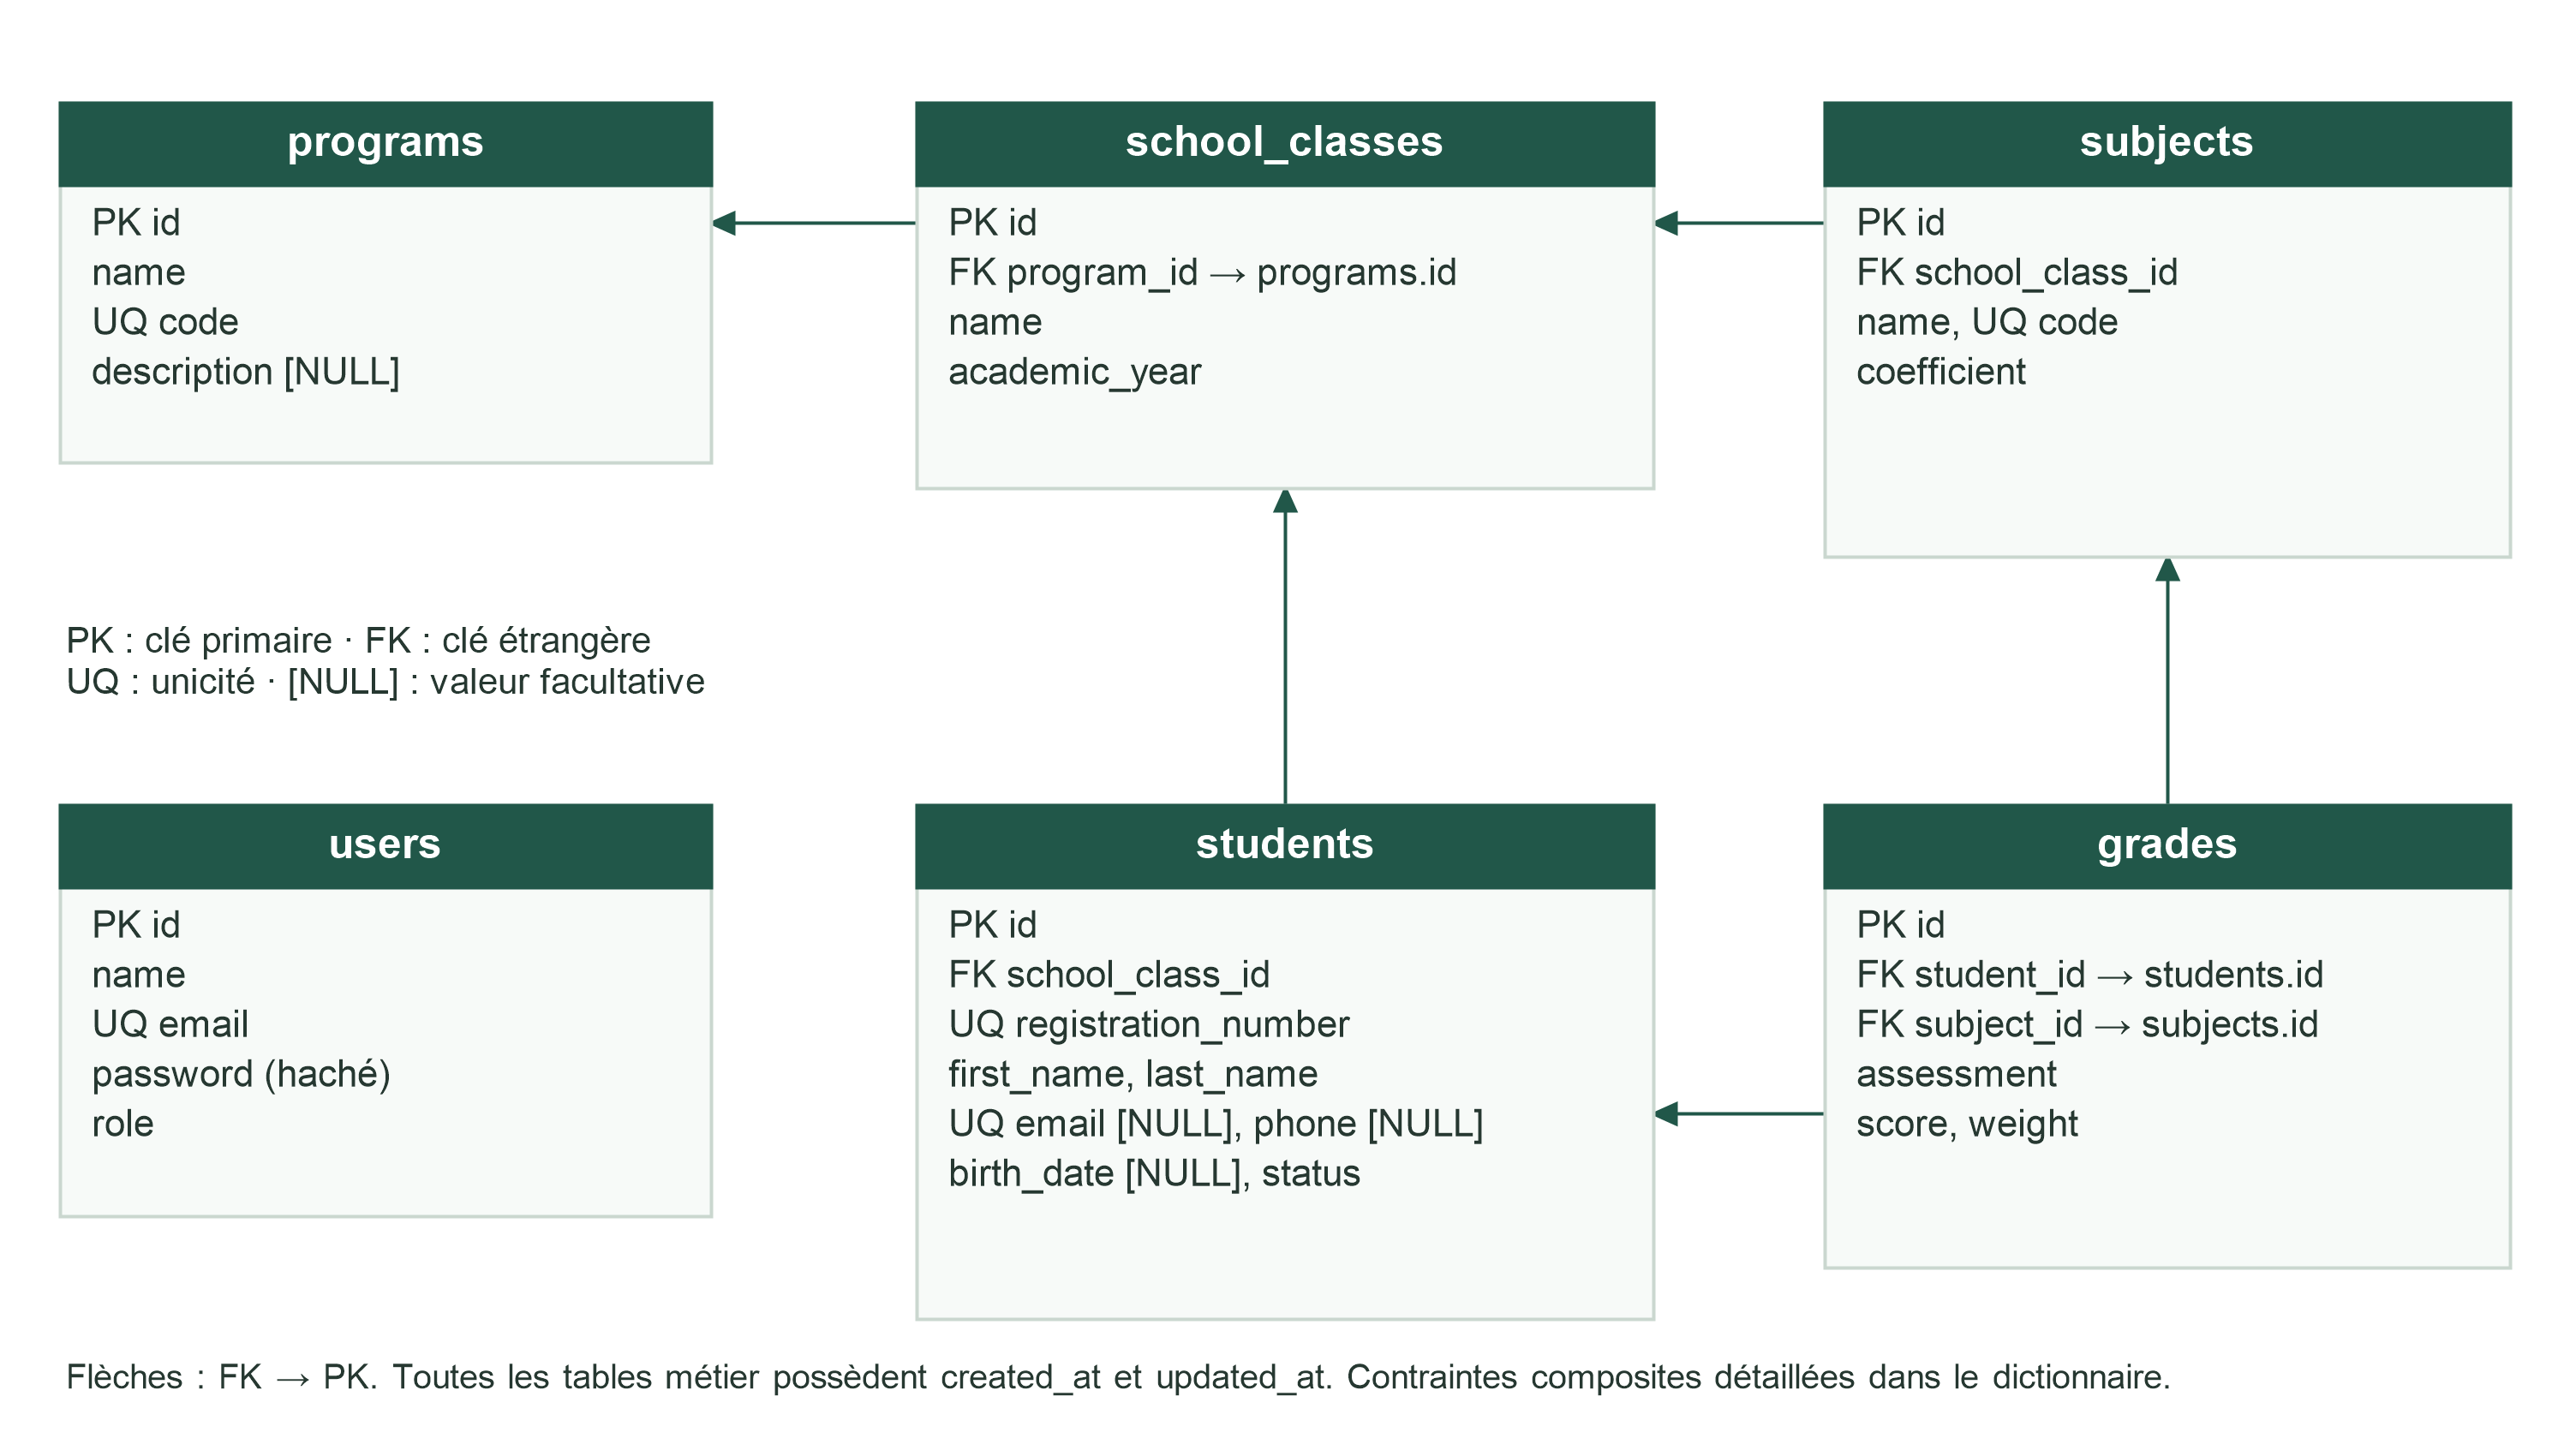 programs
PK id
name
UQ code
description [NULL]
school_classes
PK id
FK program_id → programs.id
name
academic_year
subjects
PK id
FK school_class_id
name, UQ code
coefficient
PK : clé primaire · FK : clé étrangère
UQ : unicité · [NULL] : valeur facultative
users
PK id
name
UQ email
password (haché)
role
students
PK id
FK school_class_id
UQ registration_number
first_name, last_name
UQ email [NULL], phone [NULL]
birth_date [NULL], status
grades
PK id
FK student_id → students.id
FK subject_id → subjects.id
assessment
score, weight
Flèches : FK → PK. Toutes les tables métier possèdent created_at et updated_at. Contraintes composites détaillées dans le dictionnaire.